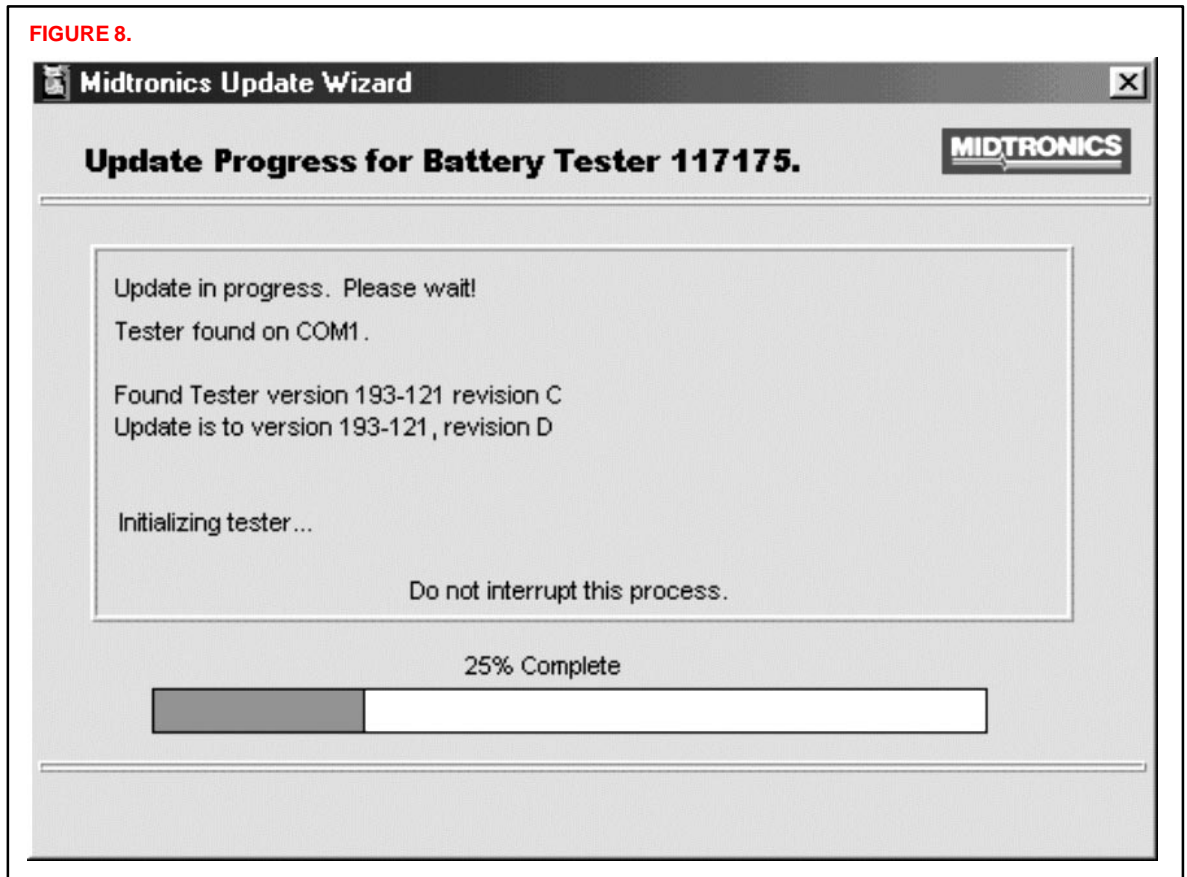 FIGURE 8.
Midtronics Update Wizard
Update Progress for Battery Tester 117175.
MIDTRONICS
Update in progress. Please wait!
Tester found on COM1.
Found Tester version 193-121 revision C
Update is to version 193-121, revision D
Initializing tester...
Do not interrupt this process.
25% Complete